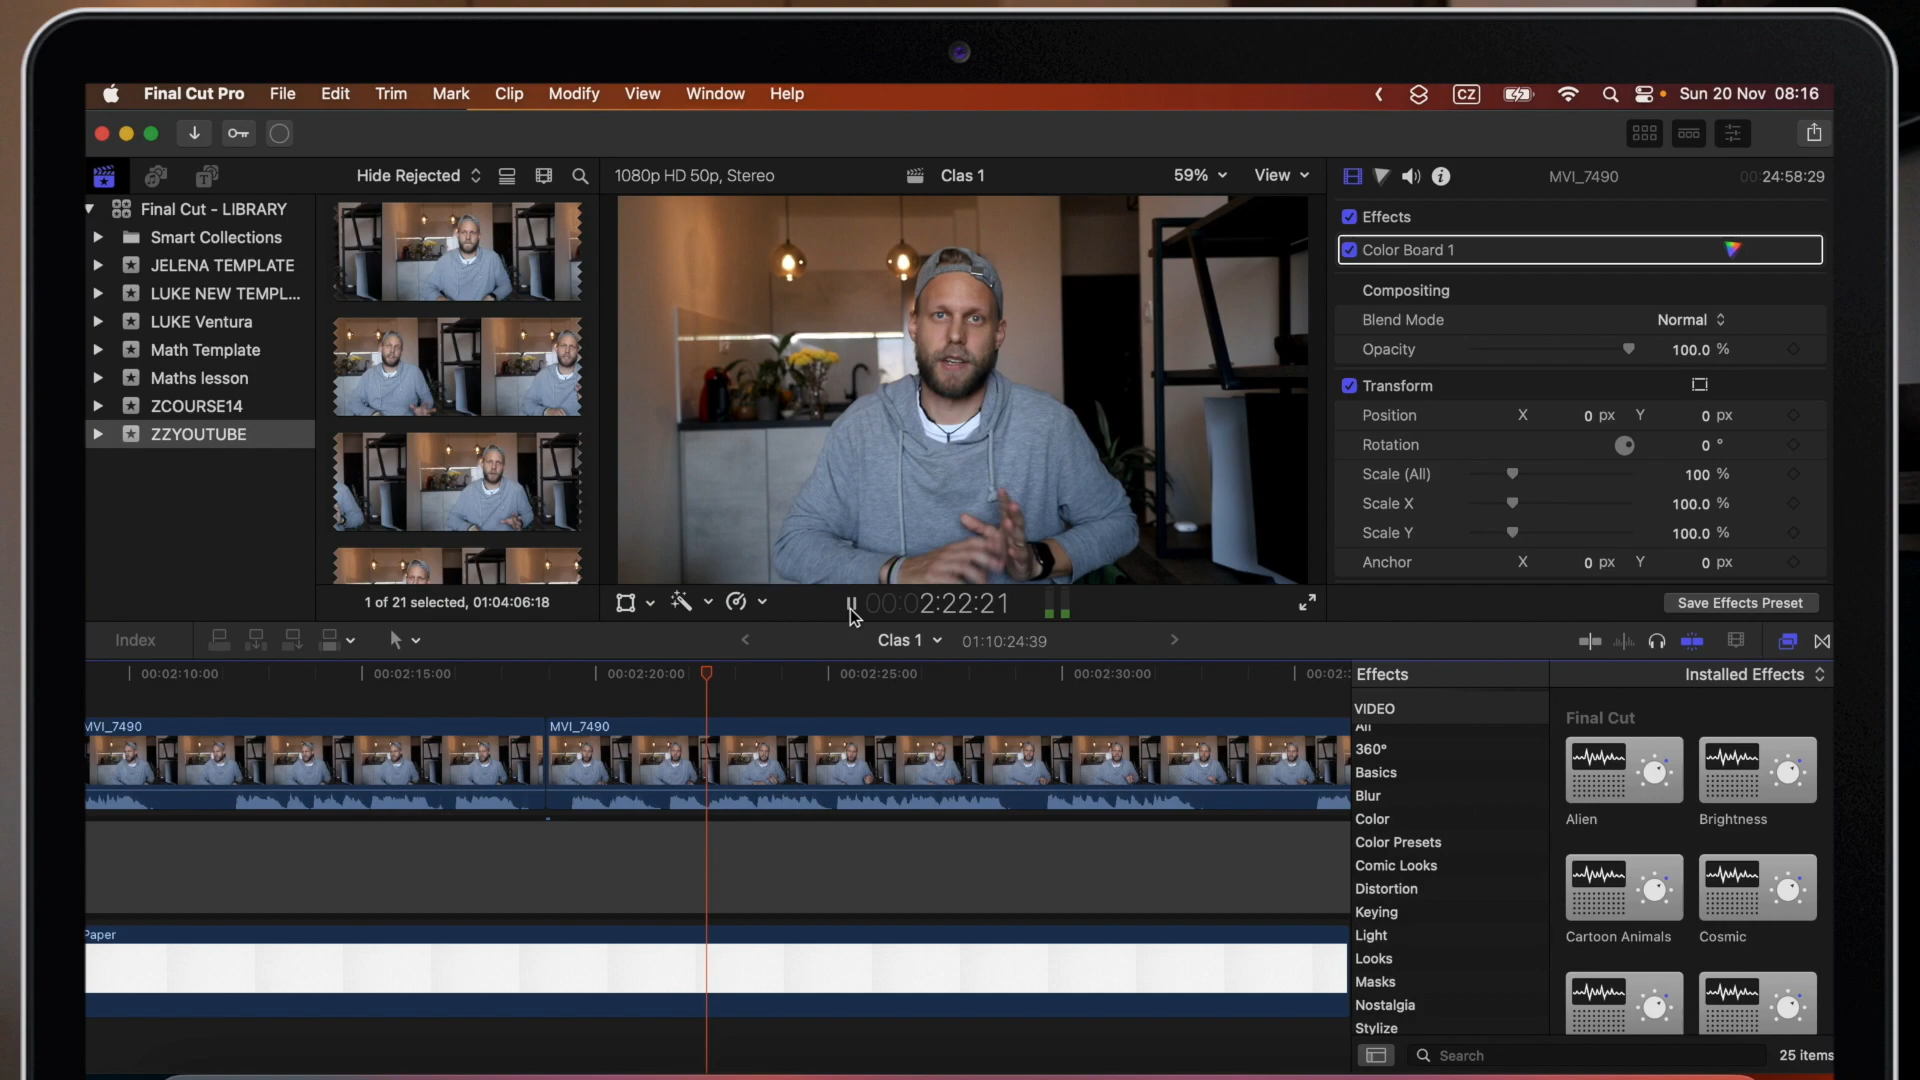 Final Cut Pro File Edit Trim Mark Clip Modify View Window Help CZ Sun 20 Nov 08:16
Hide Rejected 1080p HD 50p, Stereo Clas 1 59% View MVI_7490 00:24:58:29
Final Cut - LIBRARY
Smart Collections
JELENA TEMPLATE
LUKE NEW TEMPL...
LUKE Ventura
Math Template
Maths lesson
ZCOURSE14
ZZYOUTUBE
Effects
Color Board 1
Compositing
Blend Mode Normal
Opacity 100.0 %
Transform
Position X 0 px Y 0 px
Rotation 0 °
Scale (All) 100 %
Scale X 100.0 %
Scale Y 100.0 %
Anchor X 0 px Y 0 px
1 of 21 selected, 01:04:06:18 00:02:22:21 Save Effects Preset
Index Clas 1 01:10:24:39
00:02:10:00 00:02:15:00 00:02:20:00 00:02:25:00 00:02:30:00 00:02:
MVI_7490 MVI_7490
Paper
Effects Installed Effects
VIDEO
All
360°
Basics
Blur
Color
Color Presets
Comic Looks
Distortion
Keying
Light
Looks
Masks
Nostalgia
Stylize
Final Cut
Alien Brightness
Cartoon Animals Cosmic
Search 25 items